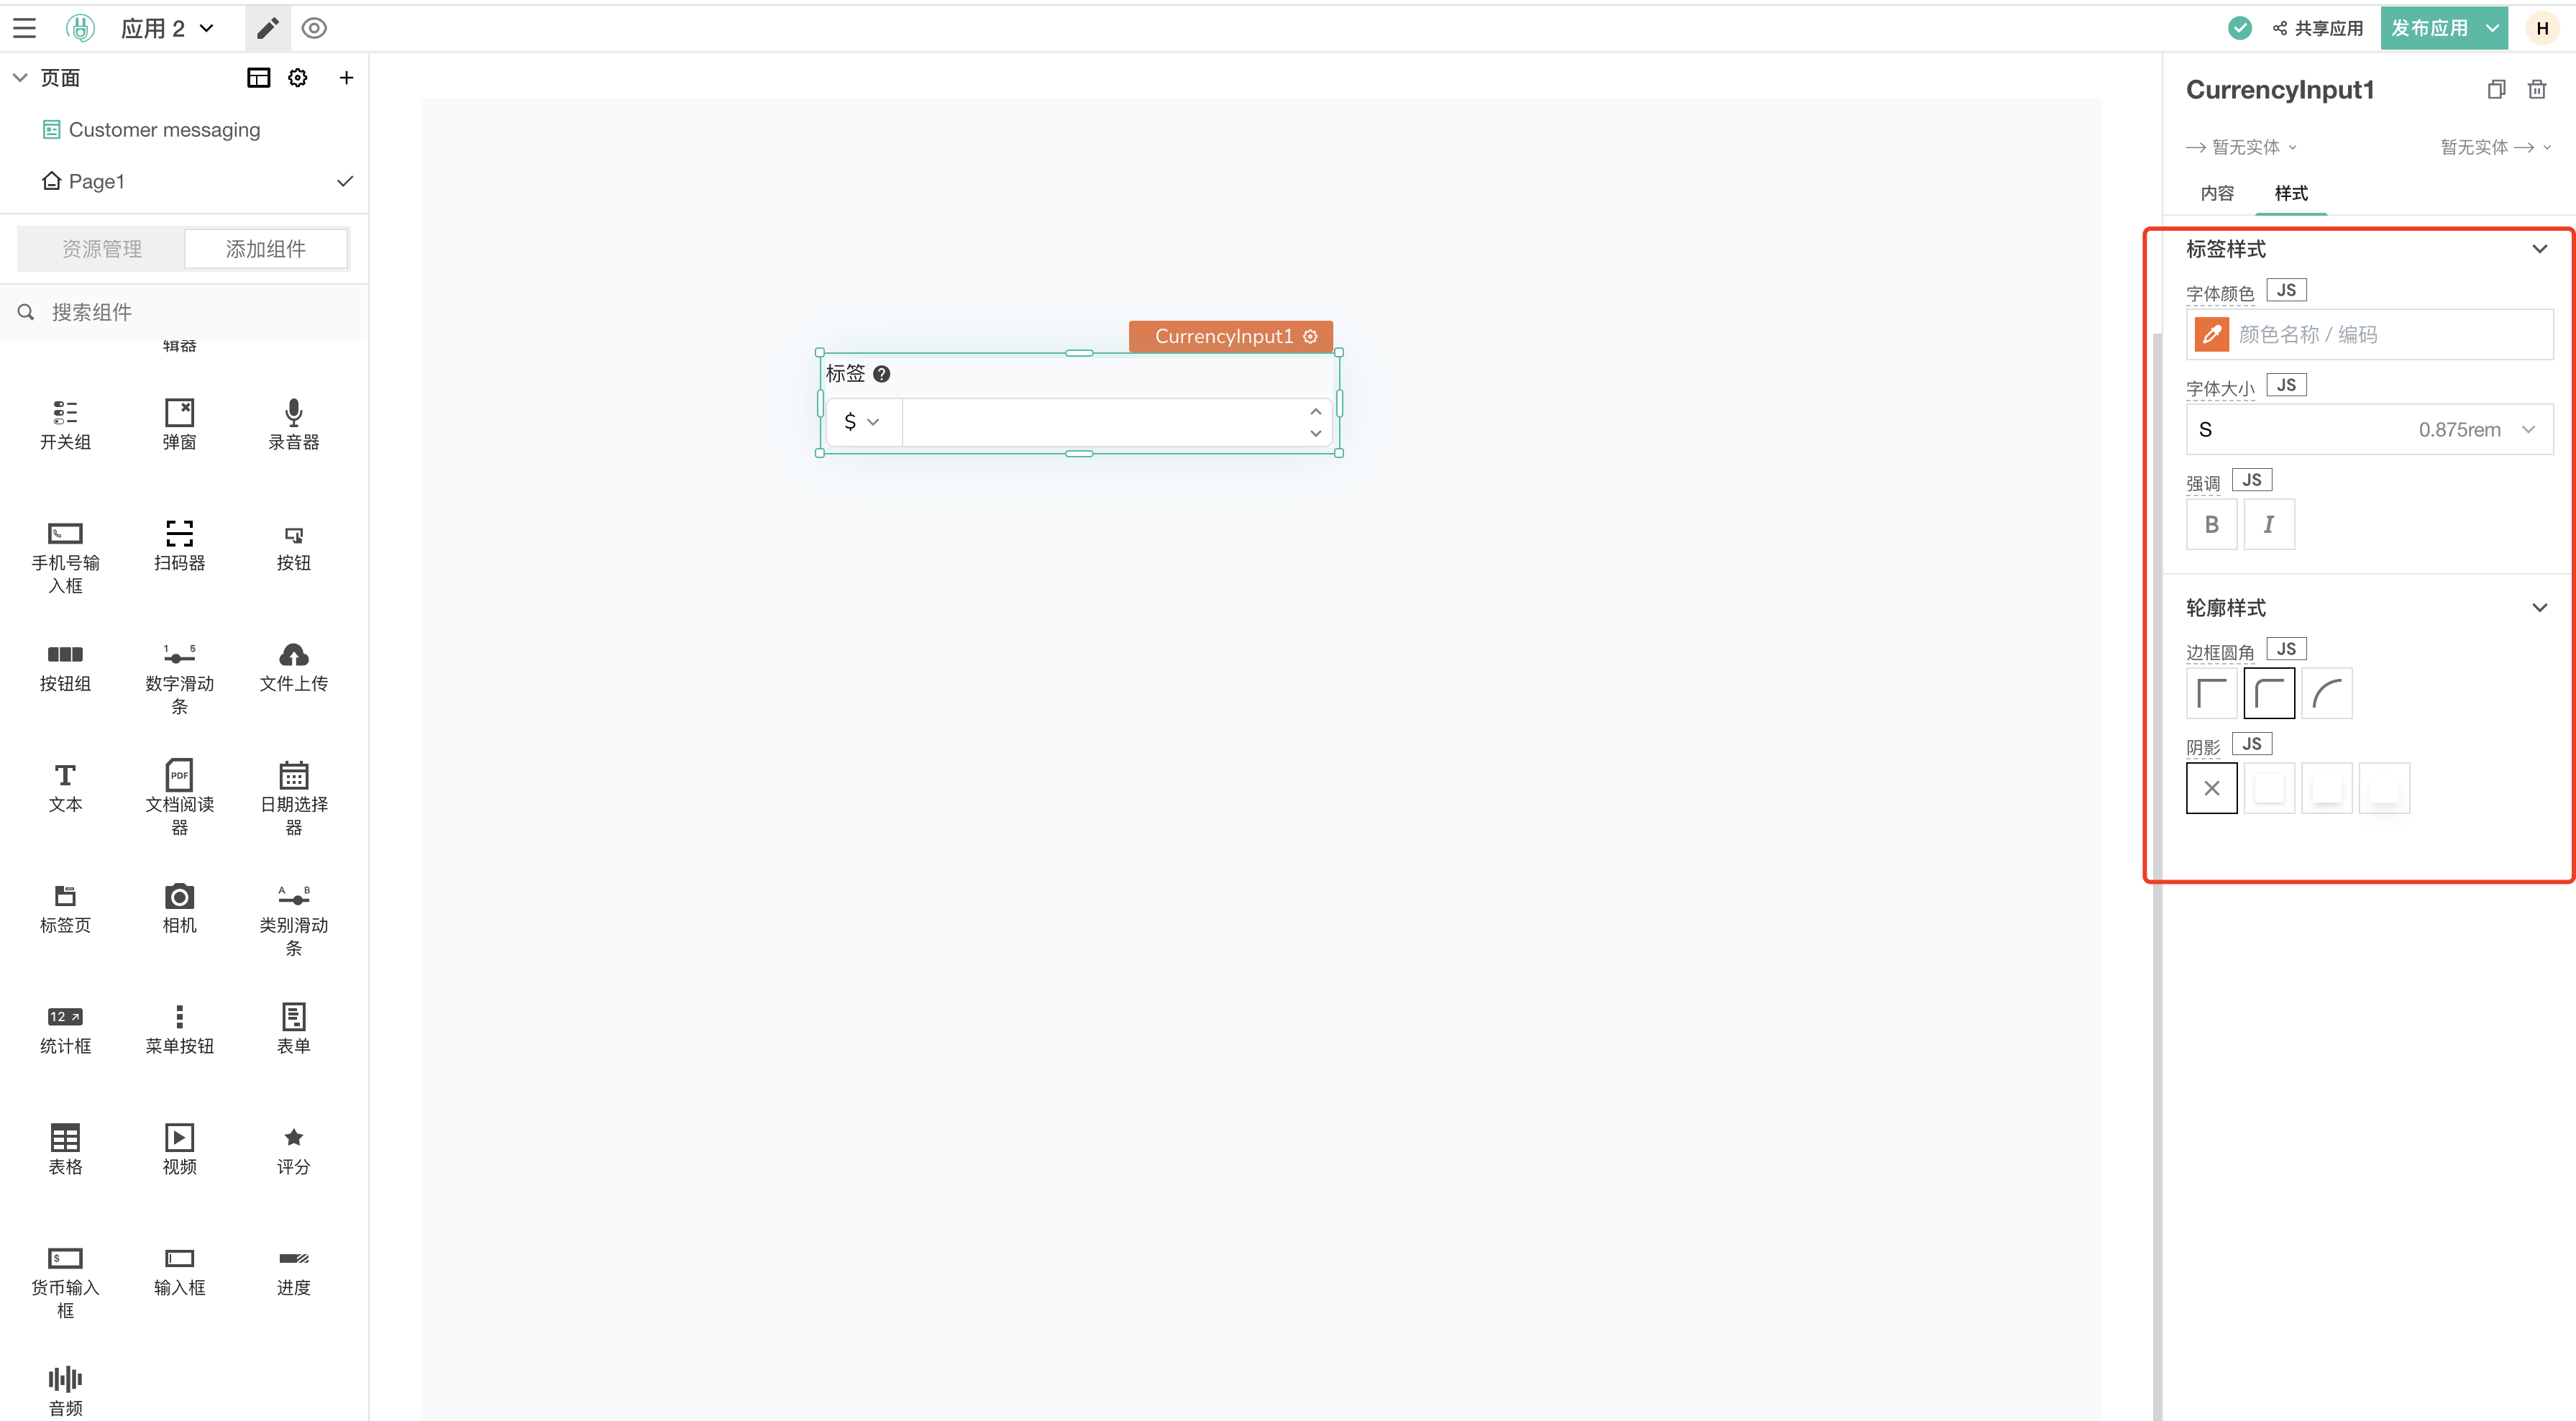 应用 2
共享应用
发布应用
H
页面
Customer messaging
Page1
资源管理
添加组件
搜索组件
辑器
开关组
弹窗
录音器
手机号输
入框
扫码器
按钮
按钮组
1 5
数字滑动
条
文件上传
文本
PDF
文档阅读
器
日期选择
器
标签页
相机
A B
类别滑动
条
12
统计框
菜单按钮
表单
表格
视频
评分
$
货币输入
框
输入框
进度
音频
CurrencyInput1
标签
$
CurrencyInput1
暂无实体
暂无实体
内容
样式
标签样式
字体颜色 JS
颜色名称 / 编码
字体大小 JS
S 0.875rem
强调 JS
B I
轮廓样式
边框圆角 JS
阴影 JS